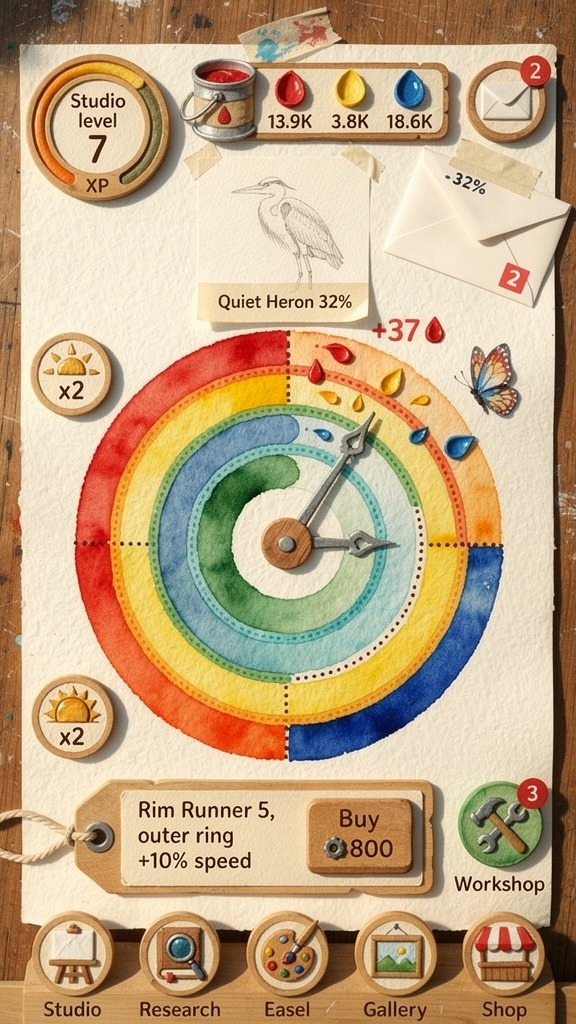 Studio
level
7
XP
13.9K
3.8K
18.6K
2
-32%
2
Quiet Heron 32%
+37
x2
x2
Rim Runner 5,
outer ring
+10% speed
Buy
800
3
Workshop
Studio
Research
Easel
Gallery
Shop